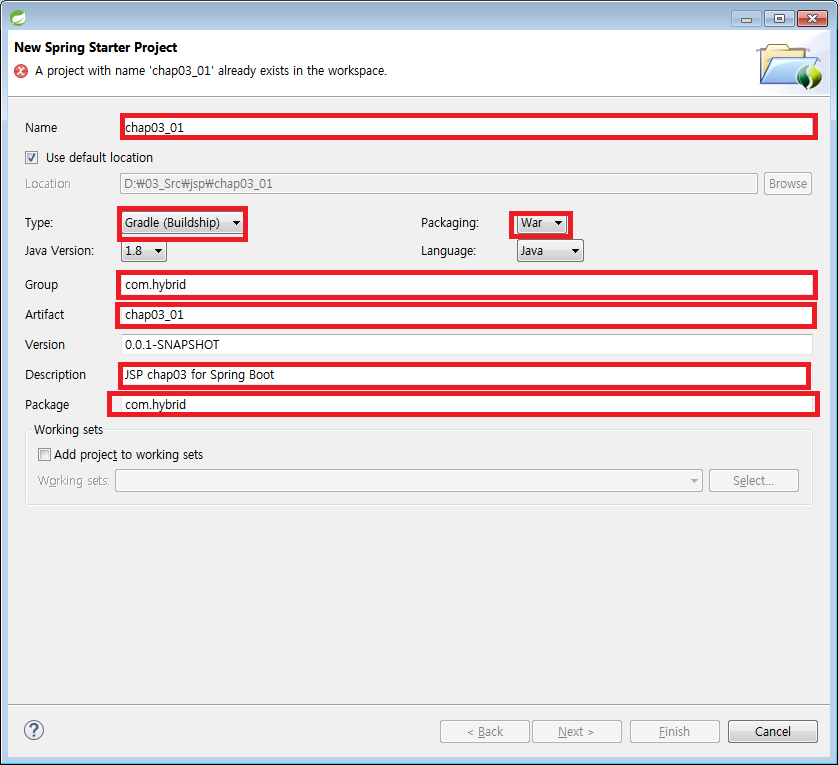 New Spring Starter Project
A project with name 'chap03_01' already exists in the workspace.
Name chap03_01
Use default location
Location D:₩03_Src₩jsp₩chap03_01 Browse
Type: Gradle (Buildship) Packaging: War
Java Version: 1.8 Language: Java
Group com.hybrid
Artifact chap03_01
Version 0.0.1-SNAPSHOT
Description JSP chap03 for Spring Boot
Package com.hybrid
Working sets
Add project to working sets
Working sets: Select...
?
< Back Next > Finish Cancel